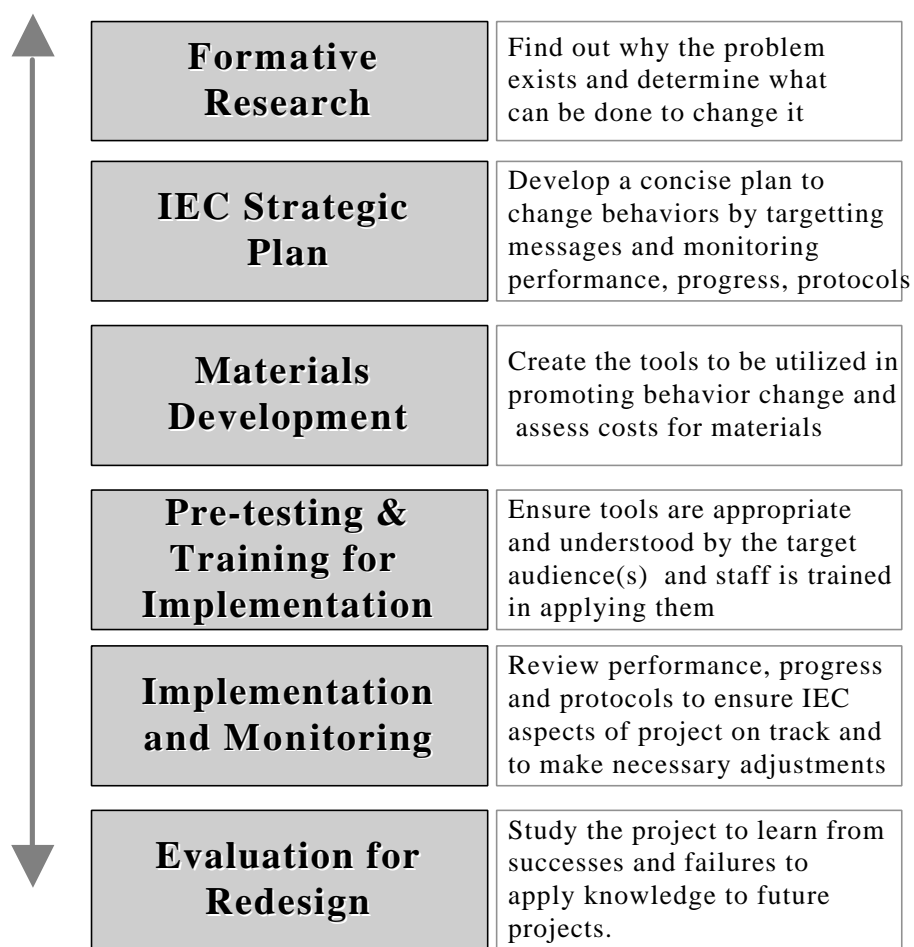 Formative
Research
Find out why the problem
exists and determine what
can be done to change it
IEC Strategic
Plan
Develop a concise plan to
change behaviors by targetting
messages and monitoring
performance, progress, protocols
Materials
Development
Create the tools to be utilized in
promoting behavior change and
assess costs for materials
Pre-testing &
Training for
Implementation
Ensure tools are appropriate
and understood by the target
audience(s) and staff is trained
in applying them
Implementation
and Monitoring
Review performance, progress
and protocols to ensure IEC
aspects of project on track and
to make necessary adjustments
Evaluation for
Redesign
Study the project to learn from
successes and failures to
apply knowledge to future
projects.